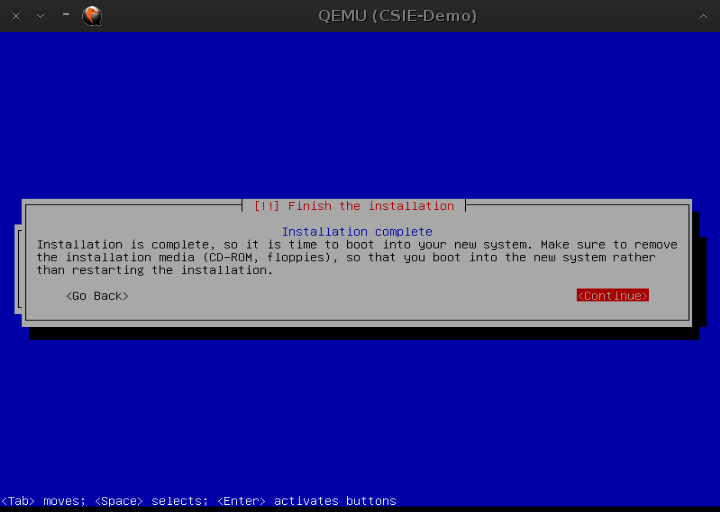 QEMU (CSIE-Demo)
[!!] Finish the installation
Installation complete
Installation is complete, so it is time to boot into your new system. Make sure to remove
the installation media (CD-ROM, floppies), so that you boot into the new system rather
than restarting the installation.
<Go Back> <Continue>
<Tab> moves; <Space> selects; <Enter> activates buttons